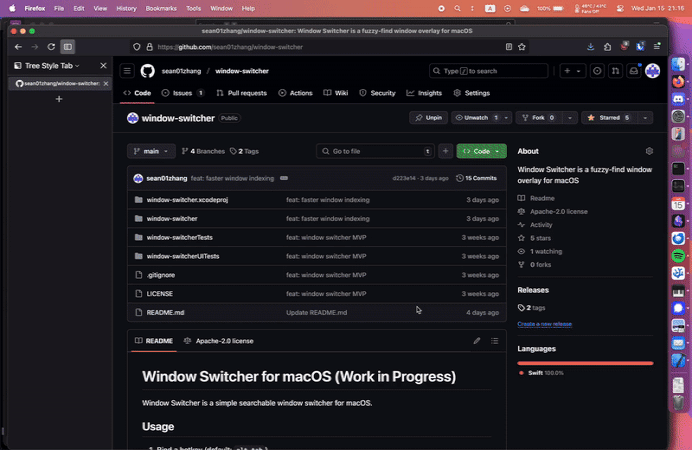 Firefox File Edit View History Bookmarks Tools Window Help
100%
Wed Jan 15 21:16
sean01zhang/window-switcher: Window Switcher is a fuzzy-find window overlay for macOS
https://github.com/sean01zhang/window-switcher
Tree Style Tab
sean01zhang/window-switcher:
sean01zhang / window-switcher
Type / to search
Code
Issues 1
Pull requests
Actions
Wiki
Security
Insights
Settings
window-switcher Public
Unpin
Unwatch 1
Fork 0
Starred 5
main
4 Branches
2 Tags
Go to file
t
Code
sean01zhang feat: faster window indexing
d223e14 · 3 days ago
15 Commits
window-switcher.xcodeproj feat: faster window indexing 3 days ago
window-switcher feat: faster window indexing 3 days ago
window-switcherTests feat: window switcher MVP 3 weeks ago
window-switcherUITests feat: window switcher MVP 3 weeks ago
.gitignore feat: window switcher MVP 3 weeks ago
LICENSE feat: window switcher MVP 3 weeks ago
README.md Update README.md 4 days ago
README
Apache-2.0 license
Window Switcher for macOS (Work in Progress)
Window Switcher is a simple searchable window switcher for macOS.
Usage
1. Bind a hotkey (default: alt-tab)
About
Window Switcher is a fuzzy-find window
overlay for macOS
Readme
Apache-2.0 license
Activity
5 stars
1 watching
0 forks
Releases
2 tags
Create a new release
Languages
Swift 100.0%